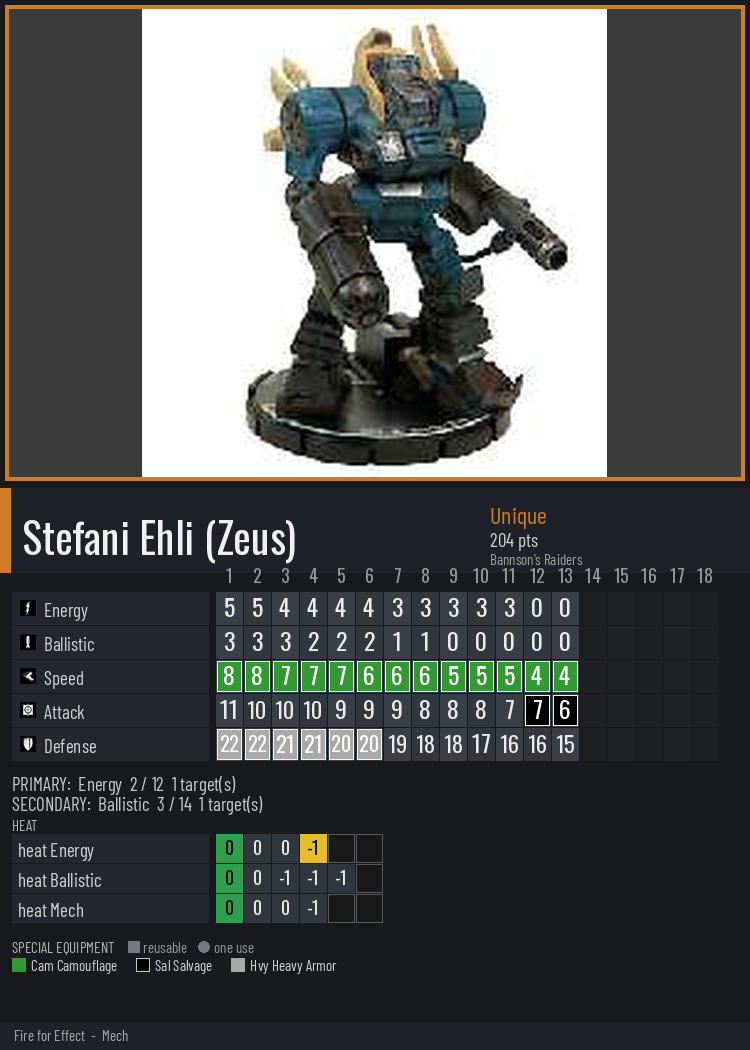 Stefani Ehli (Zeus)
Unique
204 pts
Bannson's Raiders
1 2 3 4 5 6 7 8 9 10 11 12 13 14 15 16 17 18
Energy 5 5 4 4 4 4 3 3 3 3 3 0 0
Ballistic 3 3 3 2 2 2 1 1 0 0 0 0 0
Speed 8 8 7 7 7 6 6 6 5 5 5 4 4
Attack 11 10 10 10 9 9 9 8 8 8 7 7 6
Defense 22 22 21 21 20 20 19 18 18 17 16 16 15
PRIMARY: Energy 2 / 12 1 target(s)
SECONDARY: Ballistic 3 / 14 1 target(s)
HEAT
heat Energy 0 0 0 -1
heat Ballistic 0 0 -1 -1 -1
heat Mech 0 0 0 -1
SPECIAL EQUIPMENT reusable one use
Cam Camouflage Sal Salvage Hvy Heavy Armor
Fire for Effect - Mech